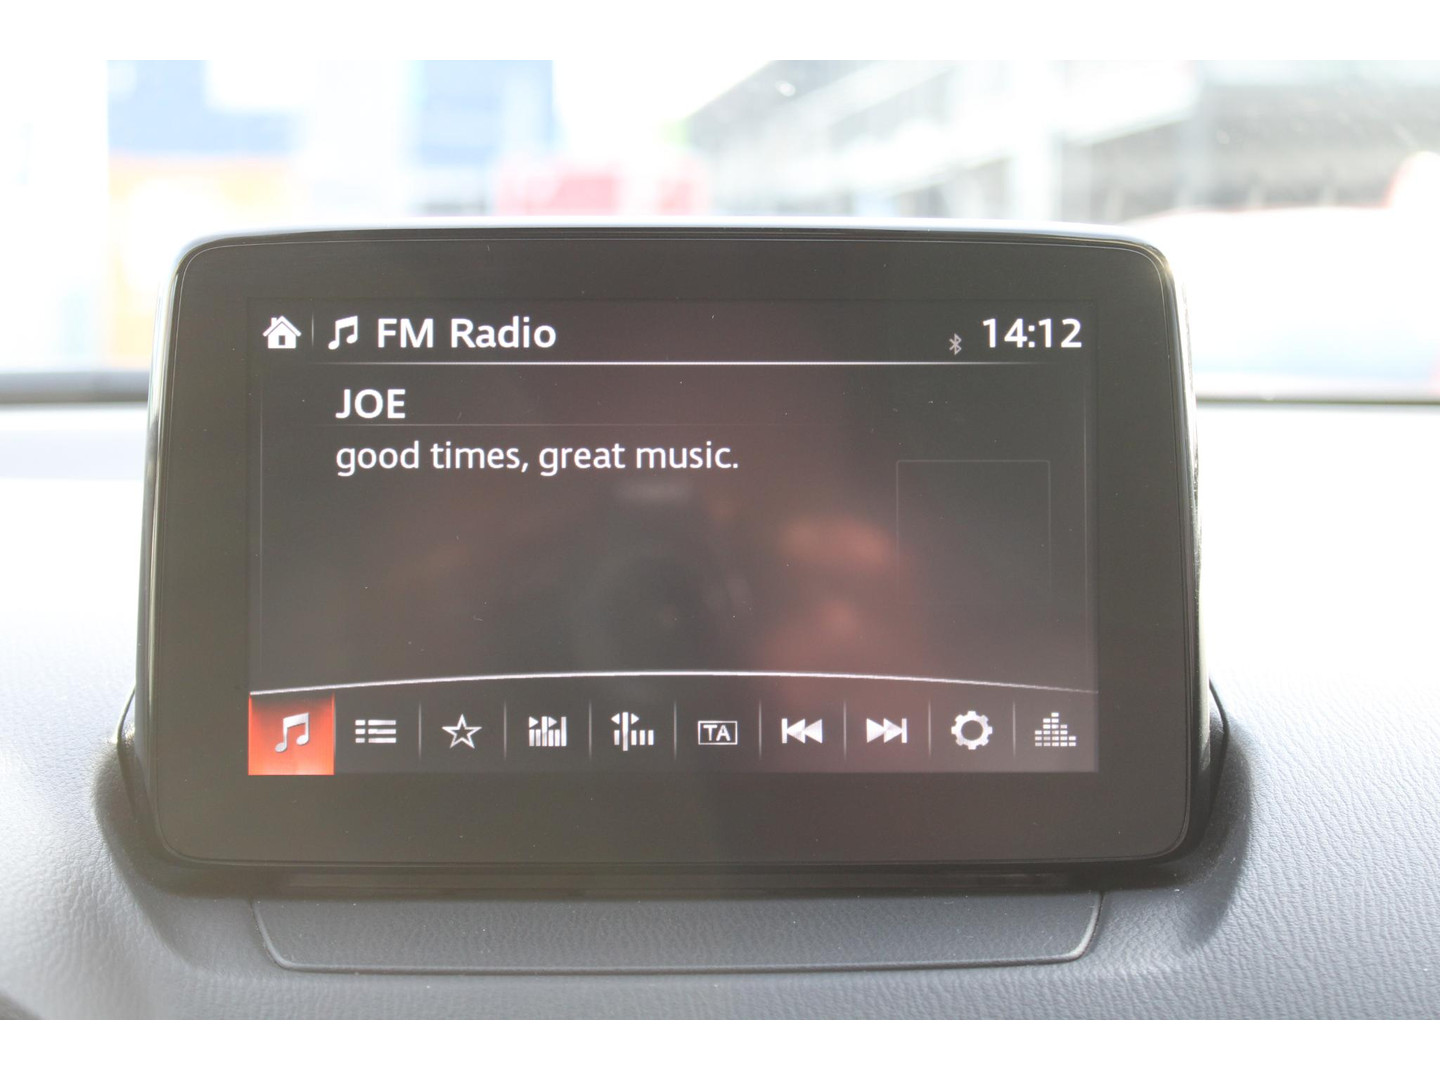 FM Radio 14:12
JOE
good times, great music.
TA